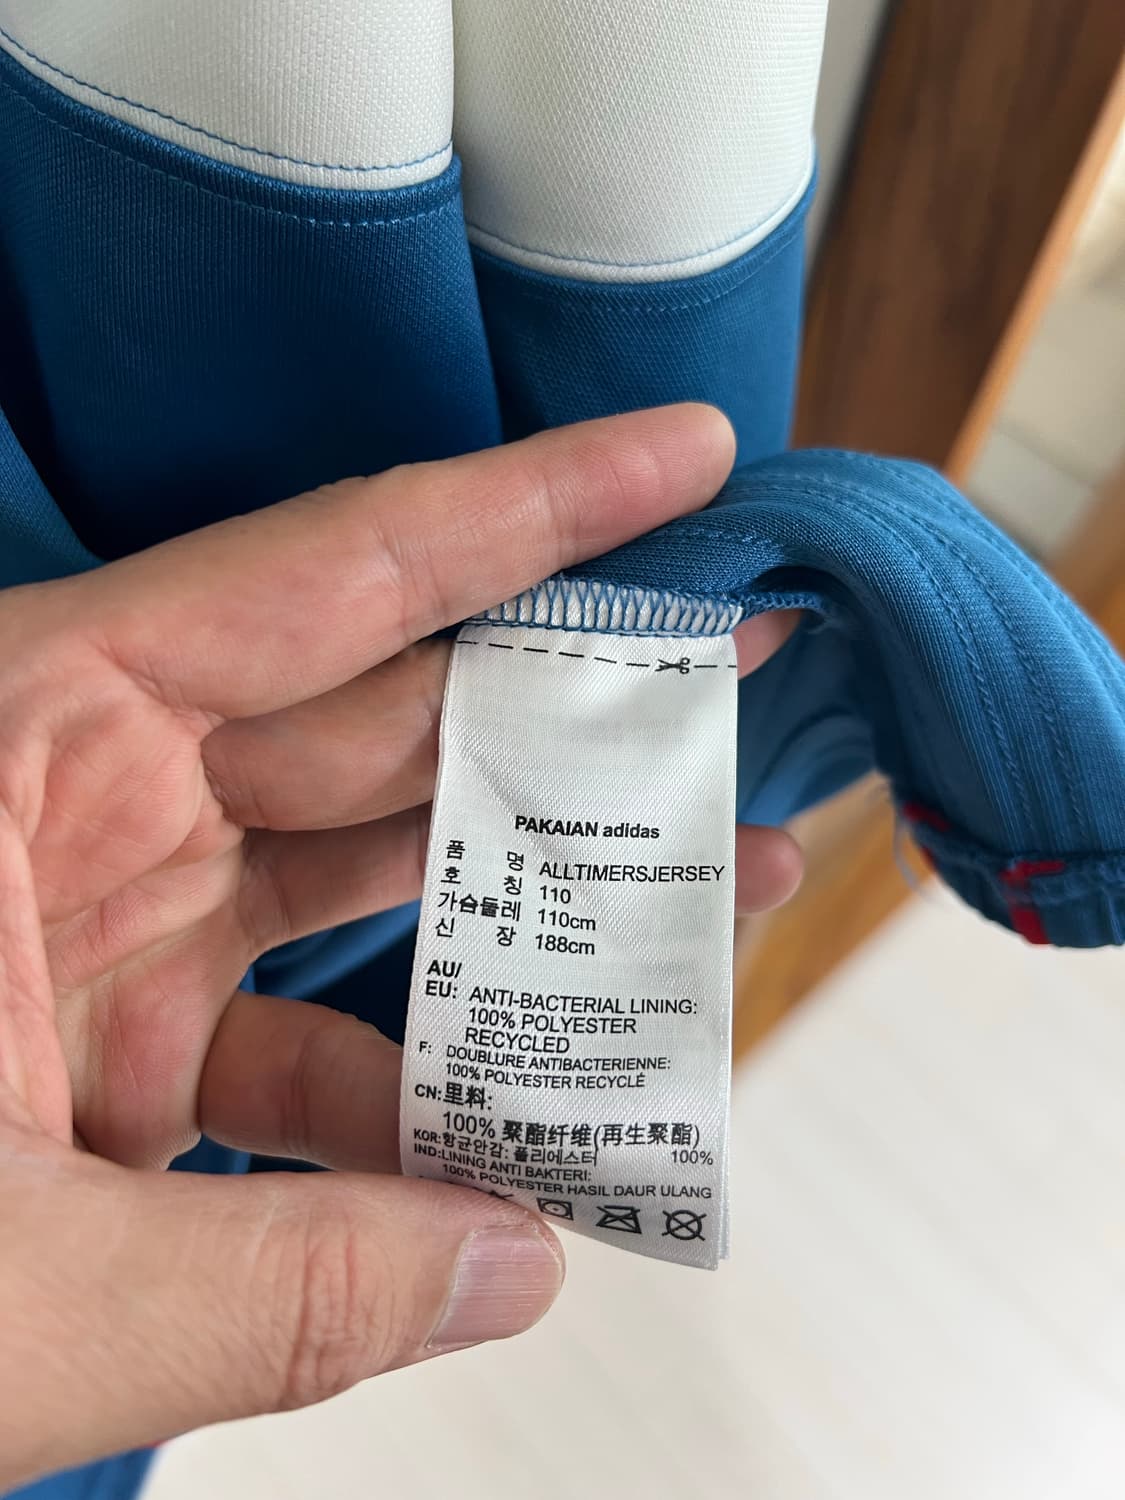 PAKAIAN adidas
품 명 ALLTIMERSJERSEY
호 칭 110
가슴둘레 110cm
신 장 188cm
AU/
EU: ANTI-BACTERIAL LINING:
100% POLYESTER
RECYCLED
F: DOUBLURE ANTIBACTERIENNE:
100% POLYESTER RECYCLÉ
CN:里料:
100% 聚酯纤维(再生聚酯)
KOR:항균안감: 폴리에스터 100%
IND:LINING ANTI BAKTERI:
100% POLYESTER HASIL DAUR ULANG